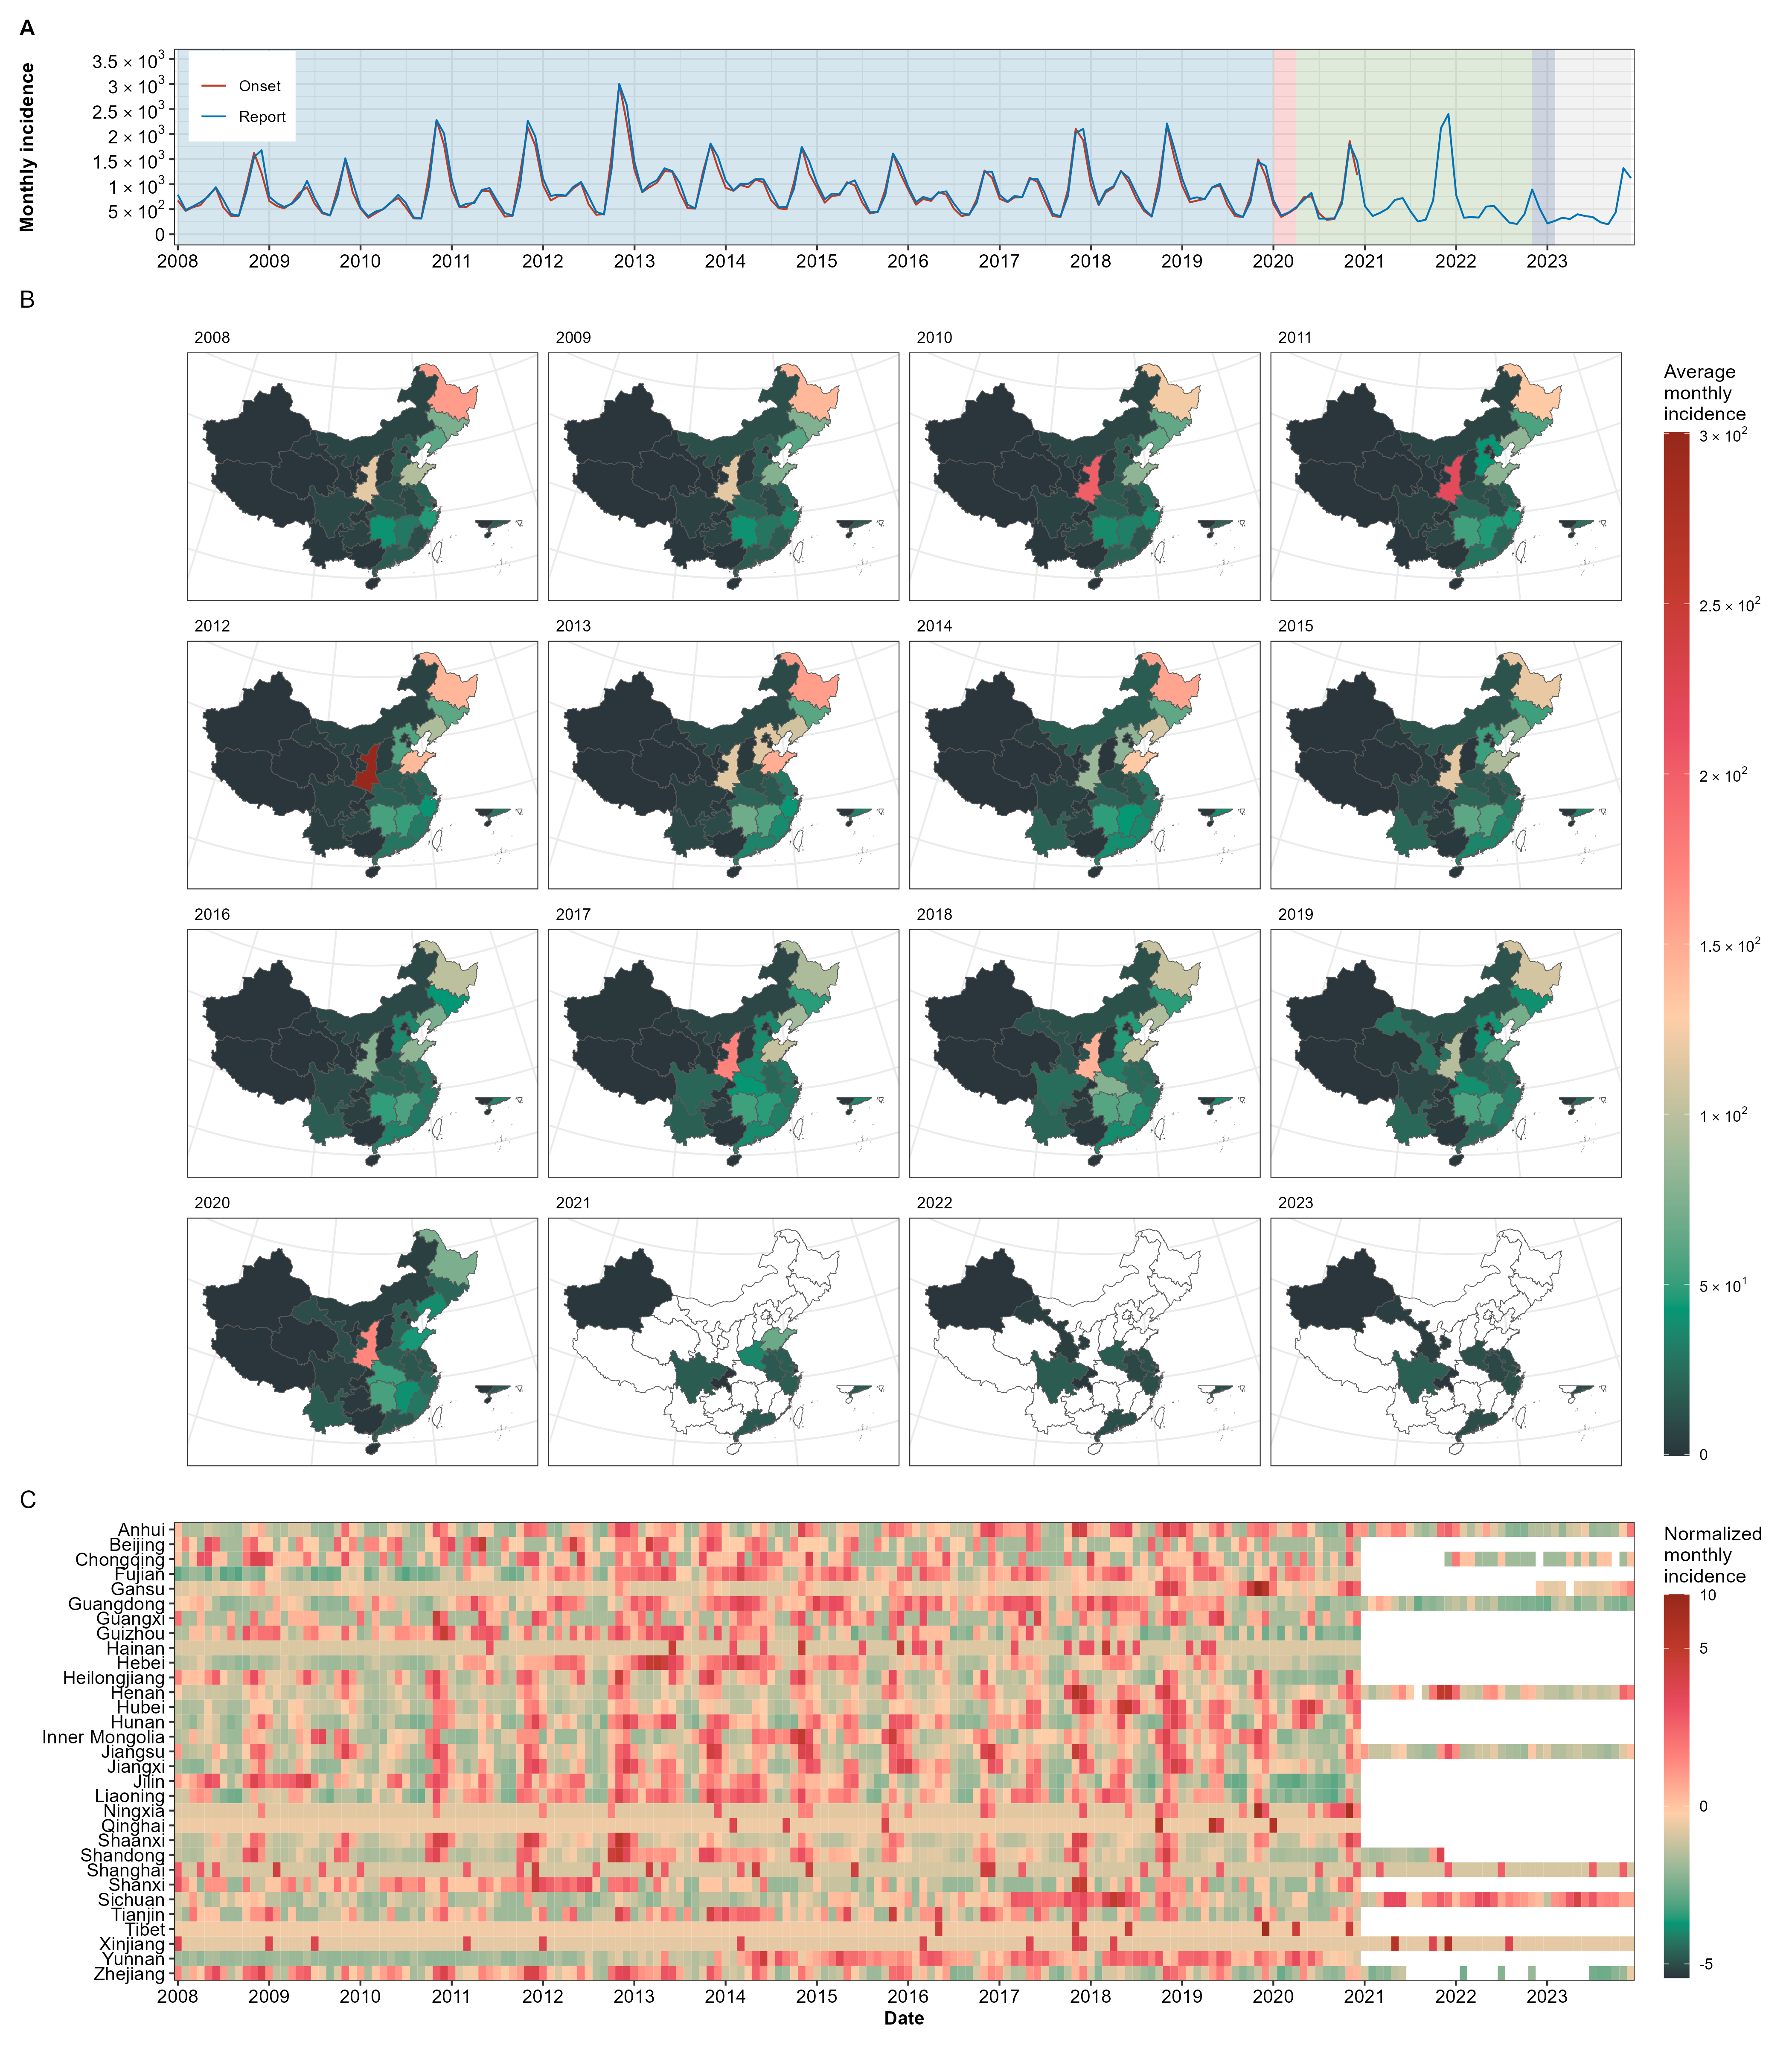 A
Monthly incidence
3.5 × 10³
3 × 10³
2.5 × 10³
2 × 10³
1.5 × 10³
1 × 10³
5 × 10²
0
Onset
Report
2008 2009 2010 2011 2012 2013 2014 2015 2016 2017 2018 2019 2020 2021 2022 2023
B
2008 2009 2010 2011
2012 2013 2014 2015
2016 2017 2018 2019
2020 2021 2022 2023
Average
monthly
incidence
3 × 10²
2.5 × 10²
2 × 10²
1.5 × 10²
1 × 10²
5 × 10¹
0
C
Anhui
Beijing
Chongqing
Fujian
Gansu
Guangdong
Guangxi
Guizhou
Hainan
Hebei
Heilongjiang
Henan
Hubei
Hunan
Inner Mongolia
Jiangsu
Jiangxi
Jilin
Liaoning
Ningxia
Qinghai
Shaanxi
Shandong
Shanghai
Shanxi
Sichuan
Tianjin
Tibet
Xinjiang
Yunnan
Zhejiang
2008 2009 2010 2011 2012 2013 2014 2015 2016 2017 2018 2019 2020 2021 2022 2023
Date
Normalized
monthly
incidence
10
5
0
-5